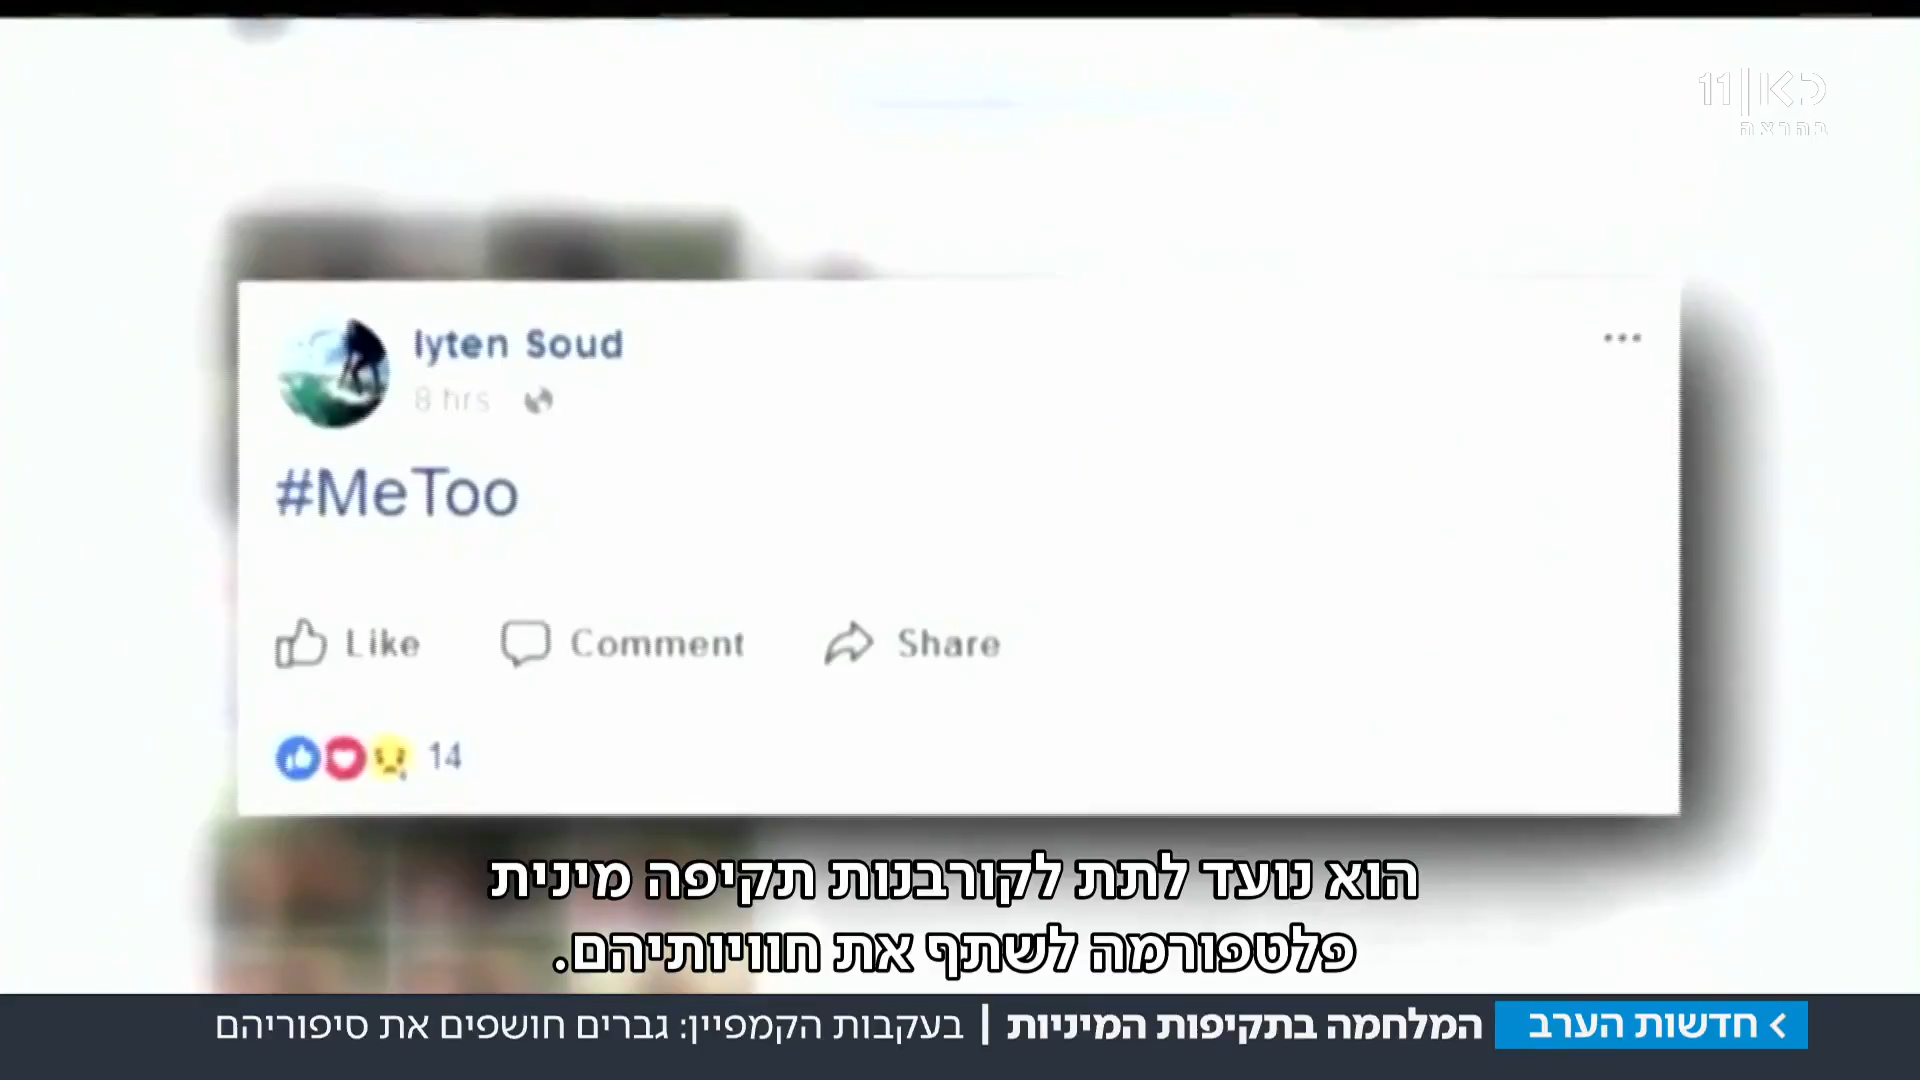 כאן 11
בהרצה
Iyten Soud
8 hrs
#MeToo
Like Comment Share
14
הוא נועד לתת לקורבנות תקיפה מינית
פלטפורמה לשתף את חוויותיהם.
חדשות הערב המלחמה בתקיפות המיניות | בעקבות הקמפיין: גברים חושפים את סיפוריהם